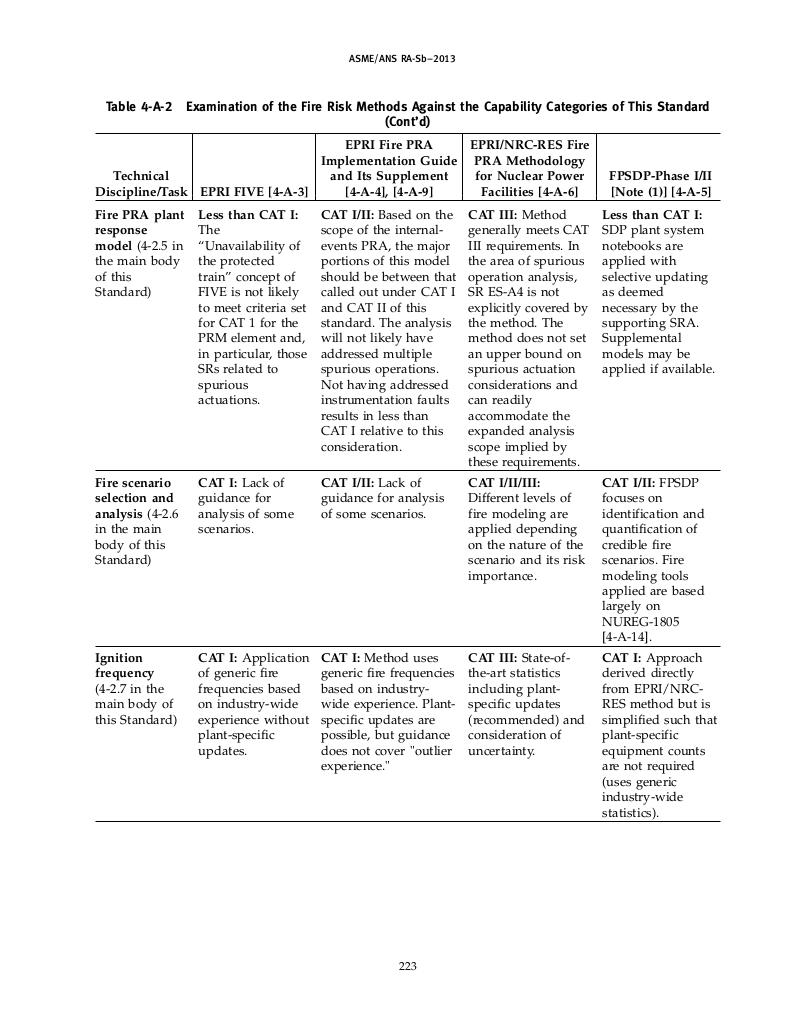 ASME/ANS RA-Sb–2013
Table 4-A-2 Examination of the Fire Risk Methods Against the Capability Categories of This Standard
(Cont'd)
Technical
Discipline/Task
EPRI FIVE [4-A-3]
EPRI Fire PRA
Implementation Guide
and Its Supplement
[4-A-4], [4-A-9]
EPRI/NRC-RES Fire
PRA Methodology
for Nuclear Power
Facilities [4-A-6]
FPSDP-Phase I/II
[Note (1)] [4-A-5]
Fire PRA plant
response
model (4-2.5 in
the main body
of this
Standard)
Less than CAT I:
The
“Unavailability of
the protected
train” concept of
FIVE is not likely
to meet criteria set
for CAT 1 for the
PRM element and,
in particular, those
SRs related to
spurious
actuations.
CAT I/II: Based on the
scope of the internal-
events PRA, the major
portions of this model
should be between that
called out under CAT I
and CAT II of this
standard. The analysis
will not likely have
addressed multiple
spurious operations.
Not having addressed
instrumentation faults
results in less than
CAT I relative to this
consideration.
CAT III: Method
generally meets CAT
III requirements. In
the area of spurious
operation analysis,
SR ES-A4 is not
explicitly covered by
the method. The
method does not set
an upper bound on
spurious actuation
considerations and
can readily
accommodate the
expanded analysis
scope implied by
these requirements.
Less than CAT I:
SDP plant system
notebooks are
applied with
selective updating
as deemed
necessary by the
supporting SRA.
Supplemental
models may be
applied if available.
Fire scenario
selection and
analysis (4-2.6
in the main
body of this
Standard)
CAT I: Lack of
guidance for
analysis of some
scenarios.
CAT I/II: Lack of
guidance for analysis
of some scenarios.
CAT I/II/III:
Different levels of
fire modeling are
applied depending
on the nature of the
scenario and its risk
importance.
CAT I/II: FPSDP
focuses on
identification and
quantification of
credible fire
scenarios. Fire
modeling tools
applied are based
largely on
NUREG-1805
[4-A-14].
Ignition
frequency
(4-2.7 in the
main body of
this Standard)
CAT I: Application
of generic fire
frequencies based
on industry-wide
experience without
plant-specific
updates.
CAT I: Method uses
generic fire frequencies
based on industry-
wide experience. Plant-
specific updates are
possible, but guidance
does not cover "outlier
experience."
CAT III: State-of-
the-art statistics
including plant-
specific updates
(recommended) and
consideration of
uncertainty.
CAT I: Approach
derived directly
from EPRI/NRC-
RES method but is
simplified such that
plant-specific
equipment counts
are not required
(uses generic
industry-wide
statistics).
223